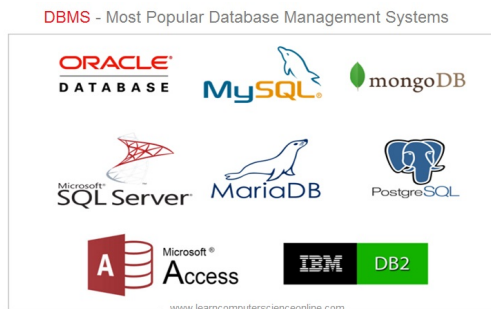 DBMS - Most Popular Database Management Systems
ORACLE®
DATABASE
MySQL®
mongoDB
Microsoft®
SQL Server®
MariaDB
PostgreSQL
A
Microsoft®
Access
IBM DB2
www.learncomputerscienceonline.com